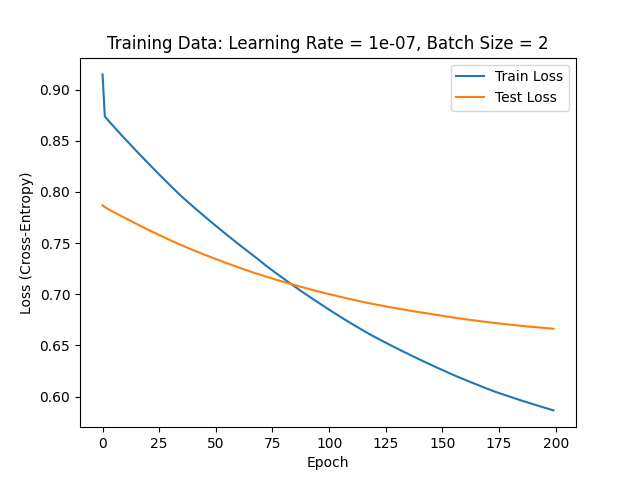 Training Data: Learning Rate = 1e-07, Batch Size = 2
Train Loss
Test Loss
Loss (Cross-Entropy)
0.90
0.85
0.80
0.75
0.70
0.65
0.60
0 25 50 75 100 125 150 175 200
Epoch